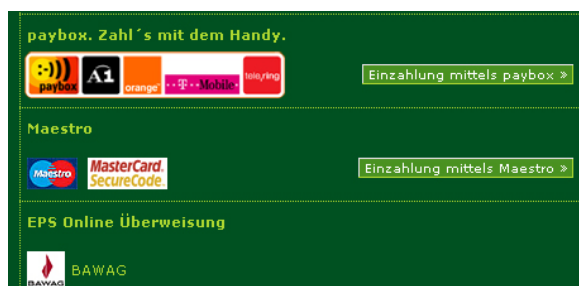 paybox. Zahl´s mit dem Handy.
:-))) paybox A1 orange ··T··Mobile· tele.ring
Einzahlung mittels paybox »
Maestro
Maestro MasterCard. SecureCode.
Einzahlung mittels Maestro »
EPS Online Überweisung
BAWAG BAWAG